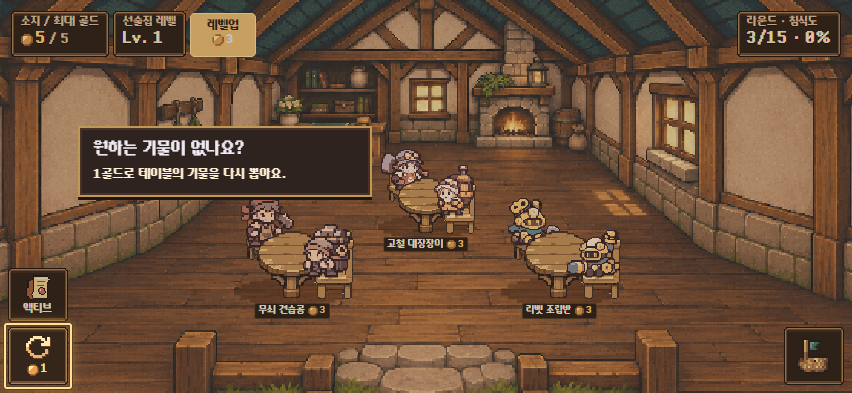 소지 / 최대 골드
5 / 5
선술집 레벨
Lv. 1
레벨업
3
라운드 · 침식도
3/15 · 0%
원하는 기물이 없나요?
1골드로 테이블의 기물을 다시 뽑아요.
고철 대장장이 3
무쇠 견습공 3
리벳 조립반 3
액티브
1